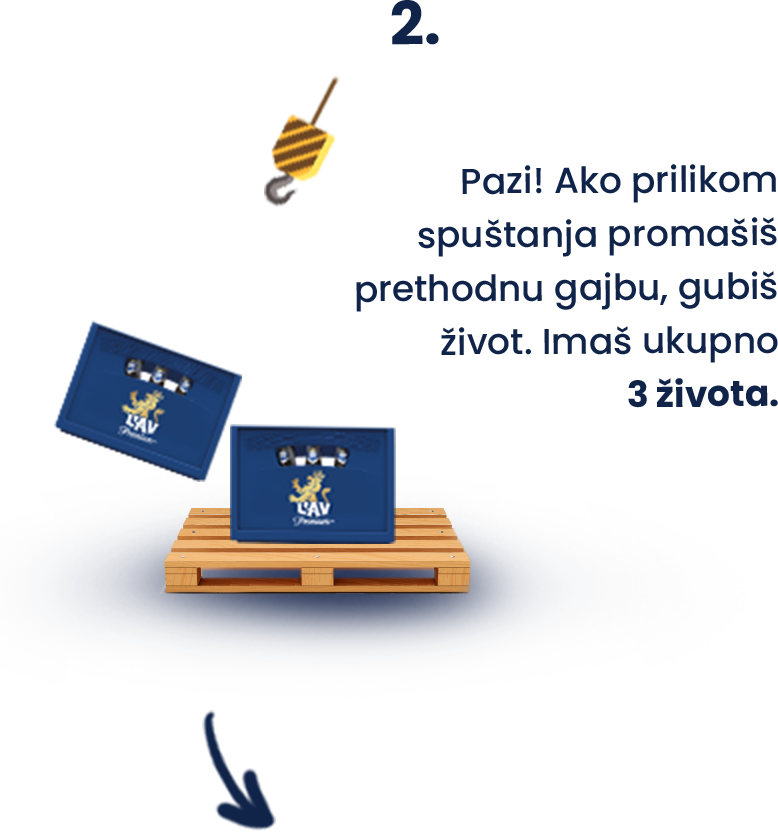 2.
Pazi! Ako prilikom
spuštanja promašiš
prethodnu gajbu, gubiš
život. Imaš ukupno
3 života.
LAV
Premium
LAV
Premium